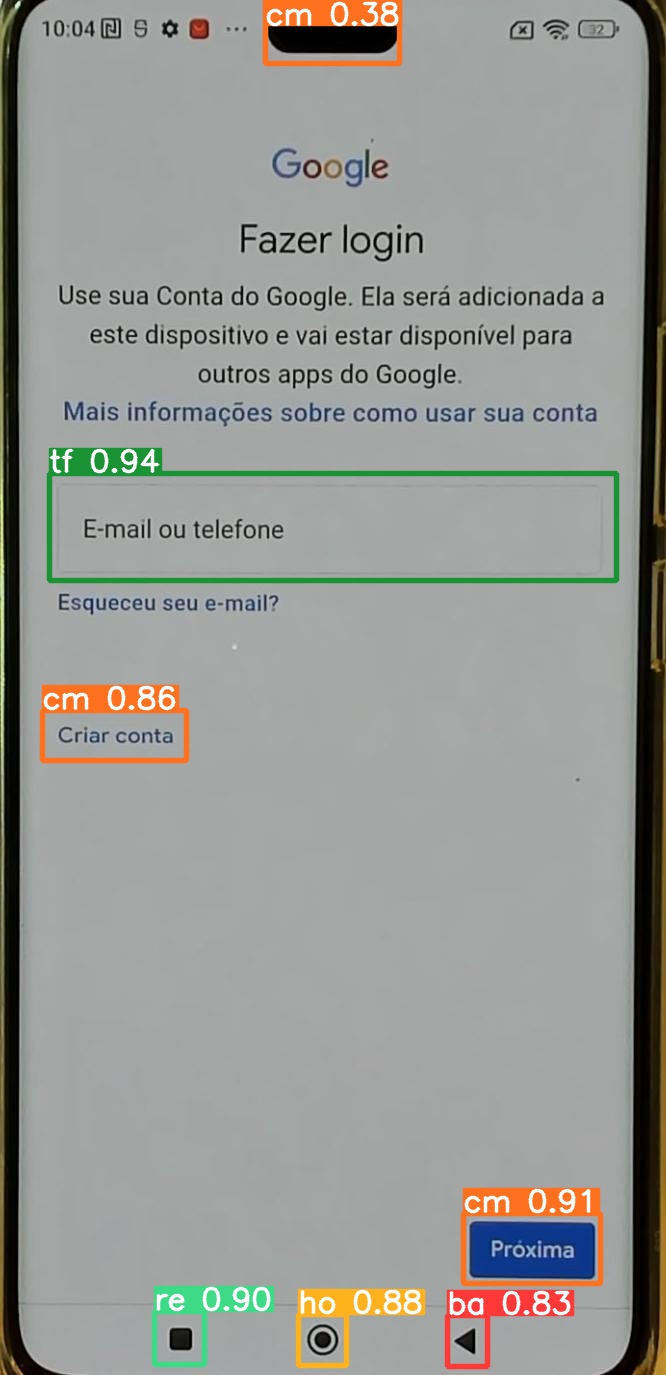 cm 0.38
10:04
32
Google
Fazer login
Use sua Conta do Google. Ela será adicionada a
este dispositivo e vai estar disponível para
outros apps do Google.
Mais informações sobre como usar sua conta
tf 0.94
E-mail ou telefone
Esqueceu seu e-mail?
cm 0.86
Criar conta
cm 0.91
Próxima
re 0.90
ho 0.88
ba 0.83